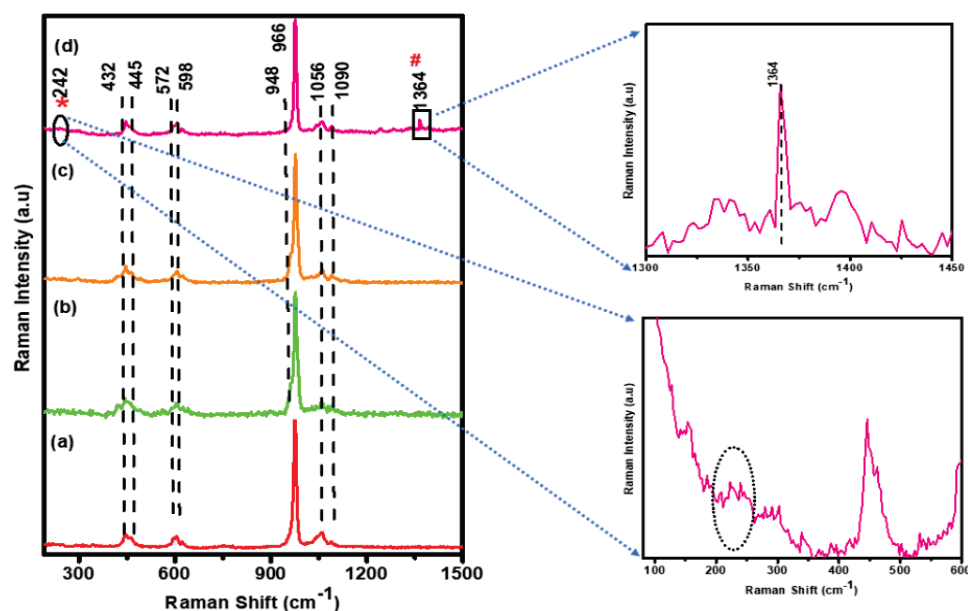 (d)
*
242
432
445
572
598
948
966
1056
1090
#
1364
(c)
(b)
(a)
Raman Intensity (a.u)
300
600
900
1200
1500
Raman Shift (cm-1)
1364
Raman Intensity (a.u)
1300
1350
1400
1450
Raman Shift (cm-1)
Raman Intensity (a.u)
100
200
300
400
500
600
Raman Shift (cm-1)